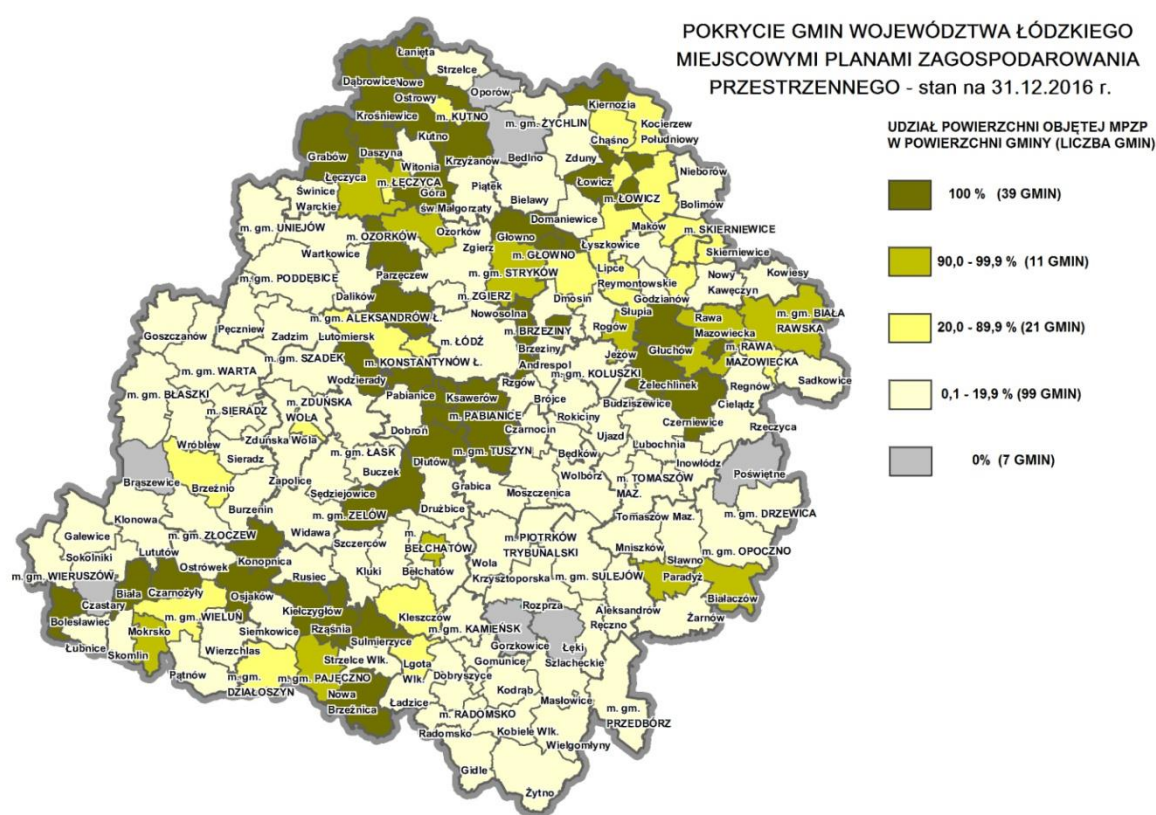 POKRYCIE GMIN WOJEWÓDZTWA ŁÓDZKIEGO
MIEJSCOWYMI PLANAMI ZAGOSPODAROWANIA
PRZESTRZENNEGO - stan na 31.12.2016 r.
UDZIAŁ POWIERZCHNI OBJĘTEJ MPZP
W POWIERZCHNI GMINY (LICZBA GMIN)
100 % (39 GMIN)
90,0 - 99,9 % (11 GMIN)
20,0 - 89,9 % (21 GMIN)
0,1 - 19,9 % (99 GMIN)
0% (7 GMIN)
Łanięta
Strzelce
Dąbrowice
Nowe
Ostrowy
Oporów
Kiernozia
m. KUTNO
m. gm. ŻYCHLIN
Kocierzew
Południowy
Krośniewice
Chąśno
Kutno
Daszyna
Witonia
Krzyżanów
Bedlno
Zduny
Grabów
Nieborów
Łęczyca
m. ŁĘCZYCA
Piątek
Łowicz
Świnice
Warckie
Góra
św.Małgorzaty
Bielawy
m. ŁOWICZ
Bolimów
m. gm. UNIEJÓW
m. OZORKÓW
Ozorków
Głowno
Domaniewice
Maków
m. SKIERNIEWICE
Wartkowice
Zgierz
m. GŁOWNO
Łyszkowice
Skierniewice
m. gm. PODDĘBICE
Parzęczew
m. gm. STRYKÓW
Lipce
Reymontowskie
Nowy
Kawęczyn
Kowiesy
Dalików
m. ZGIERZ
Dmosin
Godzianów
Goszczanów
Pęczniew
Zadzim
m. gm. ALEKSANDRÓW Ł.
Lutomiersk
Nowosolna
m. BRZEZINY
Słupia
Rogów
Rawa
Mazowiecka
m. gm. BIAŁA
RAWSKA
m. ŁÓDŹ
Brzeziny
Jeżów
Głuchów
m. RAWA
MAZOWIECKA
m. gm. SZADEK
m. KONSTANTYNÓW Ł.
Andrespol
m. gm. WARTA
Wodzierady
m. gm. KOLUSZKI
Żelechlinek
Regnów
Sadkowice
m. gm. BŁASZKI
m. ZDUŃSKA
WOLA
Pabianice
Ksawerów
Rzgów
Brójce
Budziszewice
Cielądz
m. SIERADZ
m. PABIANICE
Rokiciny
Czerniewice
Rzeczyca
Wróblew
Zduńska Wola
Dobroń
Czarnocin
Ujazd
Lubochnia
Sieradz
m. gm. ŁASK
m. gm. TUSZYN
Będków
Inowłódz
Brąszewice
Buczek
Dłutów
Wolbórz
m. TOMASZÓW
MAZ.
Poświętne
Brzeźnio
Zapolice
Sędziejowice
Grabica
Moszczenica
Klonowa
Burzenin
m. gm. ZELÓW
Drużbice
m. gm. DRZEWICA
Galewice
m. gm. ZŁOCZEW
Widawa
Szczerców
m.
BEŁCHATÓW
m. PIOTRKÓW
TRYBUNALSKI
Tomaszów Maz.
Sokolniki
Lututów
Ostrówek
Konopnica
Kluki
Bełchatów
Wola
Krzysztoporska
Mniszków
Sławno
m. gm. OPOCZNO
m. gm. WIERUSZÓW
Rusiec
m. gm. SULEJÓW
Paradyż
Czastary
Biała
Czarnożyły
Osjaków
Kiełczygłów
Kleszczów
Rozprza
Aleksandrów
Białaczów
Bolesławiec
m. gm. WIELUŃ
Rząśnia
Sulmierzyce
m. gm. KAMIEŃSK
Gorzkowice
Ręczno
Żarnów
Łubnice
Mokrsko
Siemkowice
Łęki
Szlacheckie
Skomlin
Wierzchlas
Strzelce Wlk.
Lgota
Wlk.
Gomunice
Pątnów
m. gm.
DZIAŁOSZYN
m. gm. PAJĘCZNO
Dobryszyce
Kodrąb
Masłowice
Nowa
Brzeźnica
Ładzice
m. RADOMSKO
m. gm.
PRZEDBÓRZ
Radomsko
Kobiele Wlk.
Wielgomłyny
Gidle
Żytno